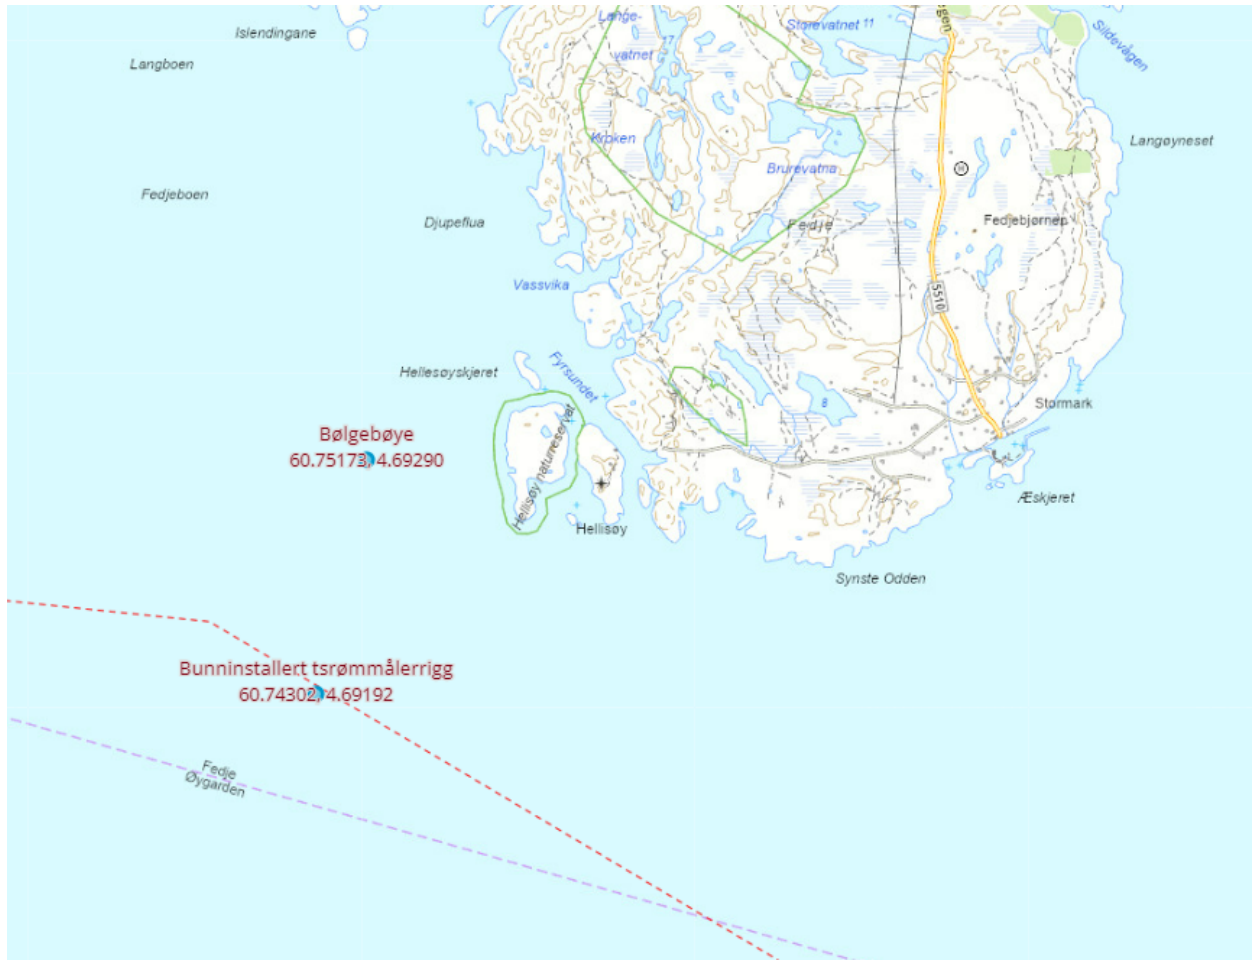 Islendingane
Langboen
Fedjeboen
Djupeflua
Lange-
vatnet
17
Storevatnet 11
Sildevågen
Langøyneset
Kroken
Brurevatna
H
Fedje
Fedjebjørnen
Vassvika
5510
Hellesøyskjeret
Fyrsundet
8
Stormark
Bølgebøye
60.75173, 4.69290
Hellisøy naturreservat
Hellisøy
Æskjeret
Synste Odden
Bunninstallert tsrømmålerrigg
60.74302, 4.69192
Fedje
Øygarden